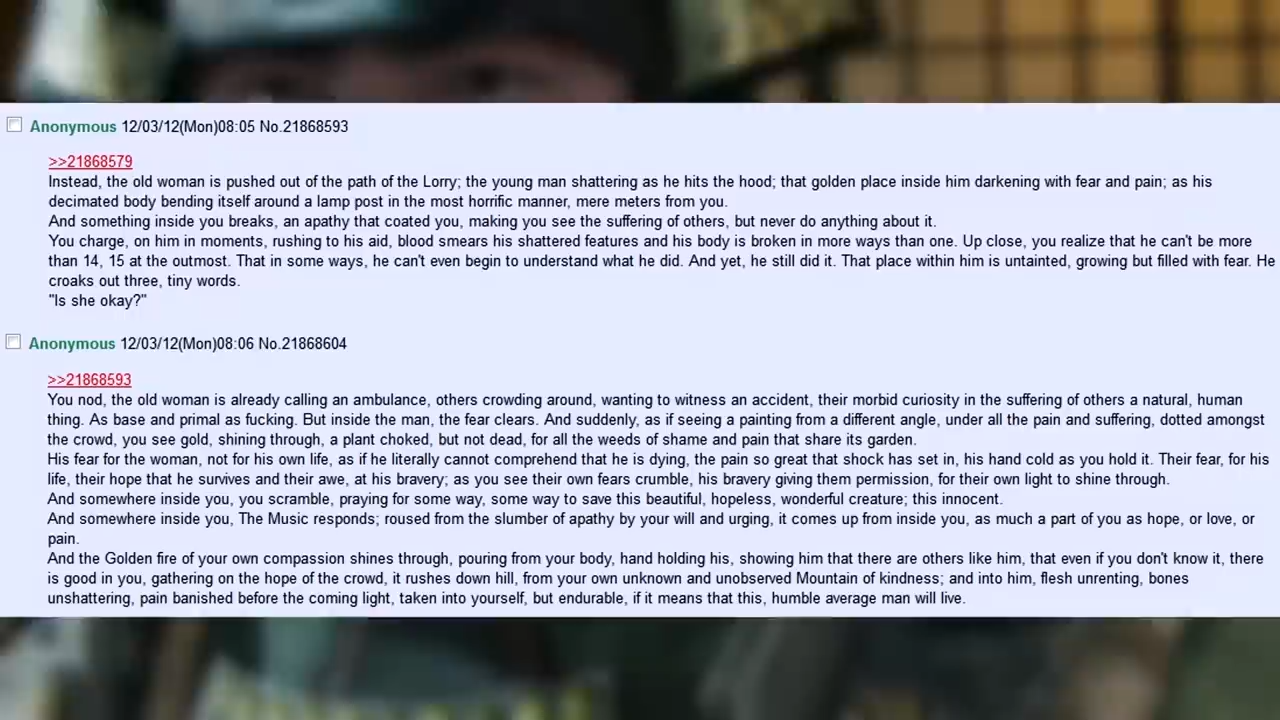 Anonymous 12/03/12(Mon)08:05 No.21868593
>>21868579
Instead, the old woman is pushed out of the path of the Lorry; the young man shattering as he hits the hood; that golden place inside him darkening with fear and pain; as his
decimated body bending itself around a lamp post in the most horrific manner, mere meters from you.
And something inside you breaks, an apathy that coated you, making you see the suffering of others, but never do anything about it.
You charge, on him in moments, rushing to his aid, blood smears his shattered features and his body is broken in more ways than one. Up close, you realize that he can't be more
than 14, 15 at the outmost. That in some ways, he can't even begin to understand what he did. And yet, he still did it. That place within him is untainted, growing but filled with fear. He
croaks out three, tiny words.
"Is she okay?"
Anonymous 12/03/12(Mon)08:06 No.21868604
>>21868593
You nod, the old woman is already calling an ambulance, others crowding around, wanting to witness an accident, their morbid curiosity in the suffering of others a natural, human
thing. As base and primal as fucking. But inside the man, the fear clears. And suddenly, as if seeing a painting from a different angle, under all the pain and suffering, dotted amongst
the crowd, you see gold, shining through, a plant choked, but not dead, for all the weeds of shame and pain that share its garden.
His fear for the woman, not for his own life, as if he literally cannot comprehend that he is dying, the pain so great that shock has set in, his hand cold as you hold it. Their fear, for his
life, their hope that he survives and their awe, at his bravery; as you see their own fears crumble, his bravery giving them permission, for their own light to shine through.
And somewhere inside you, you scramble, praying for some way, some way to save this beautiful, hopeless, wonderful creature; this innocent.
And somewhere inside you, The Music responds; roused from the slumber of apathy by your will and urging, it comes up from inside you, as much a part of you as hope, or love, or
pain.
And the Golden fire of your own compassion shines through, pouring from your body, hand holding his, showing him that there are others like him, that even if you don't know it, there
is good in you, gathering on the hope of the crowd, it rushes down hill, from your own unknown and unobserved Mountain of kindness; and into him, flesh unrenting, bones
unshattering, pain banished before the coming light, taken into yourself, but endurable, if it means that this, humble average man will live.